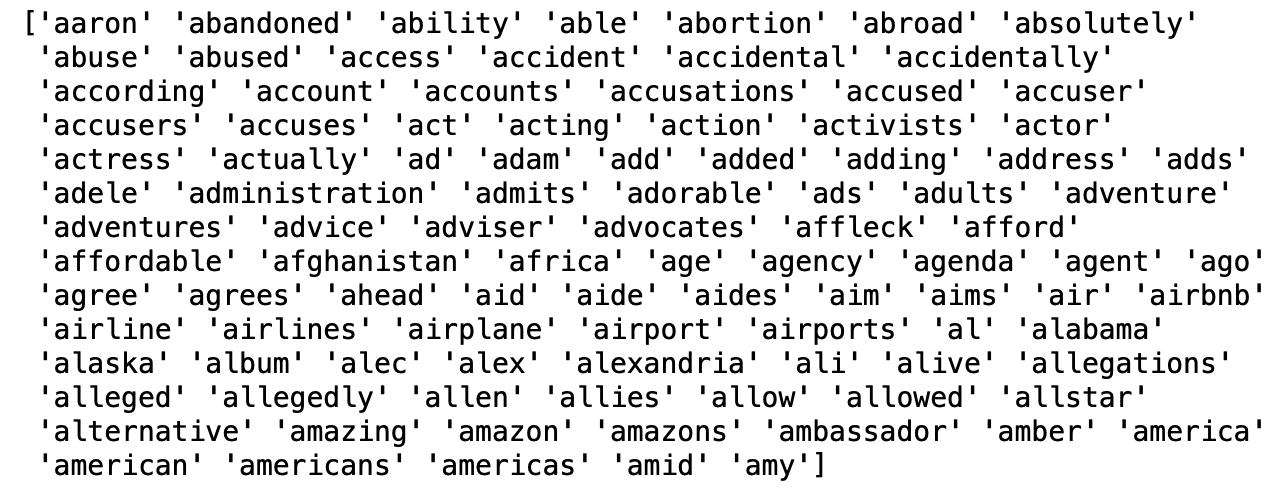 ['aaron' 'abandoned' 'ability' 'able' 'abortion' 'abroad' 'absolutely'
'abuse' 'abused' 'access' 'accident' 'accidental' 'accidentally'
'according' 'account' 'accounts' 'accusations' 'accused' 'accuser'
'accusers' 'accuses' 'act' 'acting' 'action' 'activists' 'actor'
'actress' 'actually' 'ad' 'adam' 'add' 'added' 'adding' 'address' 'adds'
'adele' 'administration' 'admits' 'adorable' 'ads' 'adults' 'adventure'
'adventures' 'advice' 'adviser' 'advocates' 'affleck' 'afford'
'affordable' 'afghanistan' 'africa' 'age' 'agency' 'agenda' 'agent' 'ago'
'agree' 'agrees' 'ahead' 'aid' 'aide' 'aides' 'aim' 'aims' 'air' 'airbnb'
'airline' 'airlines' 'airplane' 'airport' 'airports' 'al' 'alabama'
'alaska' 'album' 'alec' 'alex' 'alexandria' 'ali' 'alive' 'allegations'
'alleged' 'allegedly' 'allen' 'allies' 'allow' 'allowed' 'allstar'
'alternative' 'amazing' 'amazon' 'amazons' 'ambassador' 'amber' 'america'
'american' 'americans' 'americas' 'amid' 'amy']